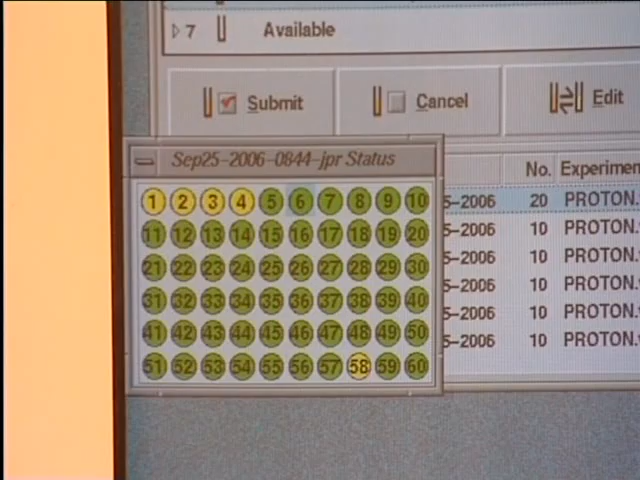 7 Available
Submit Cancel Edit
Sep25-2006-0844-jpr Status
No. Experimen
1 2 3 4 5 6 7 8 9 10 5-2006 20 PROTON.
11 12 13 14 15 16 17 18 19 20 5-2006 10 PROTON.
21 22 23 24 25 26 27 28 29 30 5-2006 10 PROTON.
31 32 33 34 35 36 37 38 39 40 5-2006 10 PROTON.
41 42 43 44 45 46 47 48 49 50 5-2006 10 PROTON.
51 52 53 54 55 56 57 58 59 60 5-2006 10 PROTON.